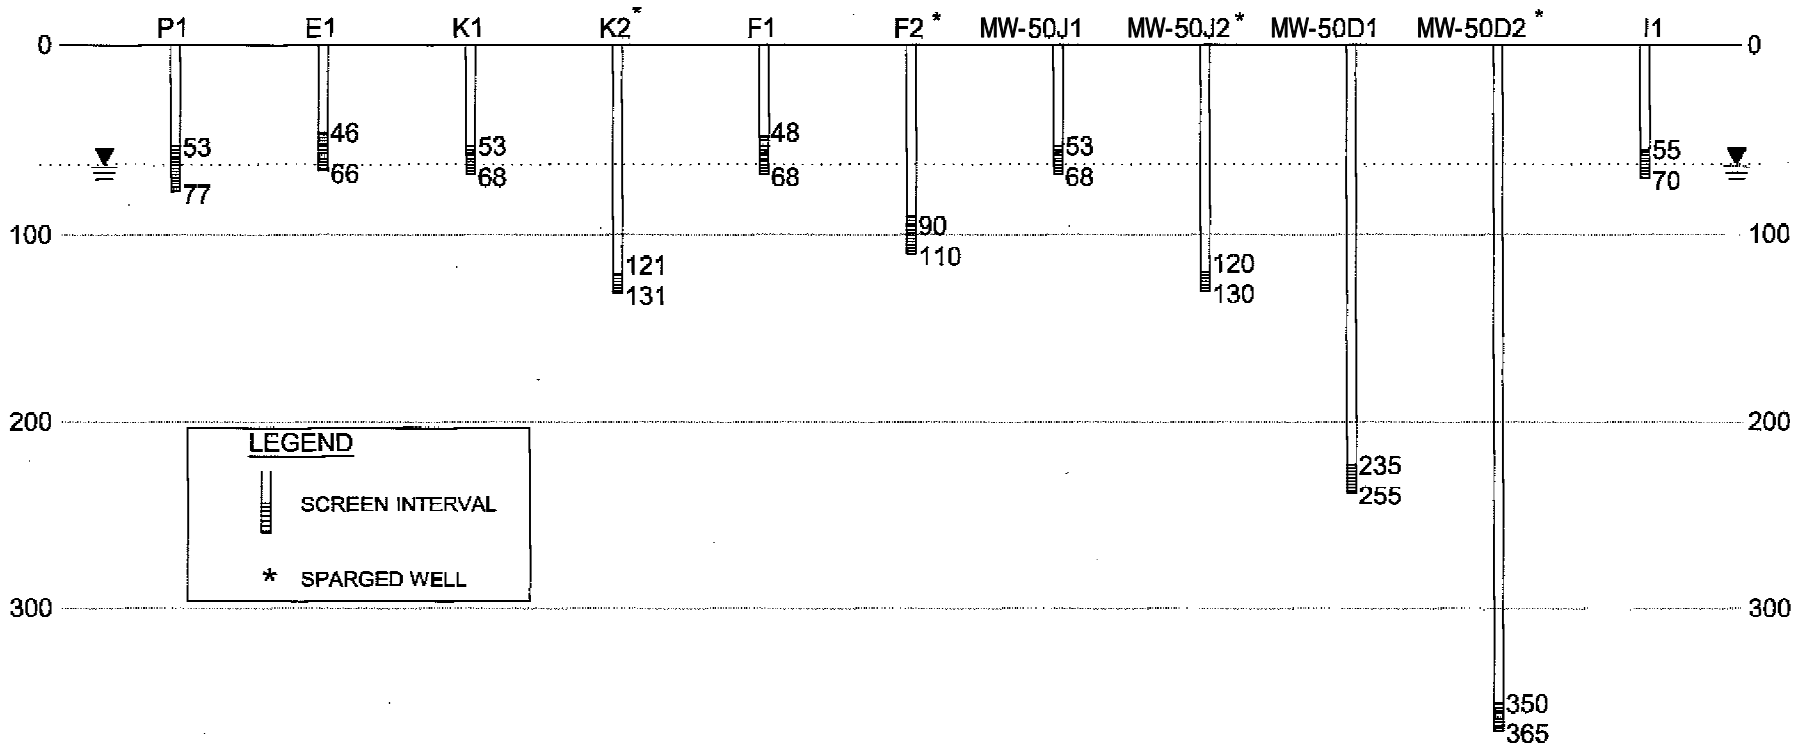 P1 E1 K1 K2* F1 F2* MW-50J1 MW-50J2* MW-50D1 MW-50D2* I1
0 0
46 48
53 53 53 55
66 68 68 68 70
77
90
100 100
110
121 120
131 130
200 200
LEGEND
235
255
SCREEN INTERVAL
* SPARGED WELL
300 300
350
365